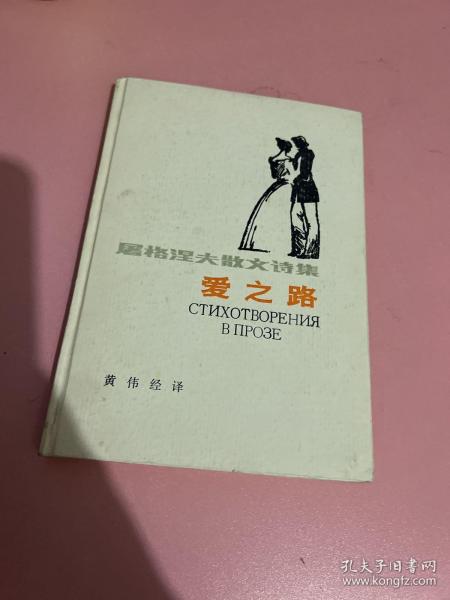 屠格涅夫散文诗集
爱之路
СТИХОТВОРЕНИЯ
В ПРОЗЕ
黄伟经译
孔夫子旧书网
www.kongfz.com